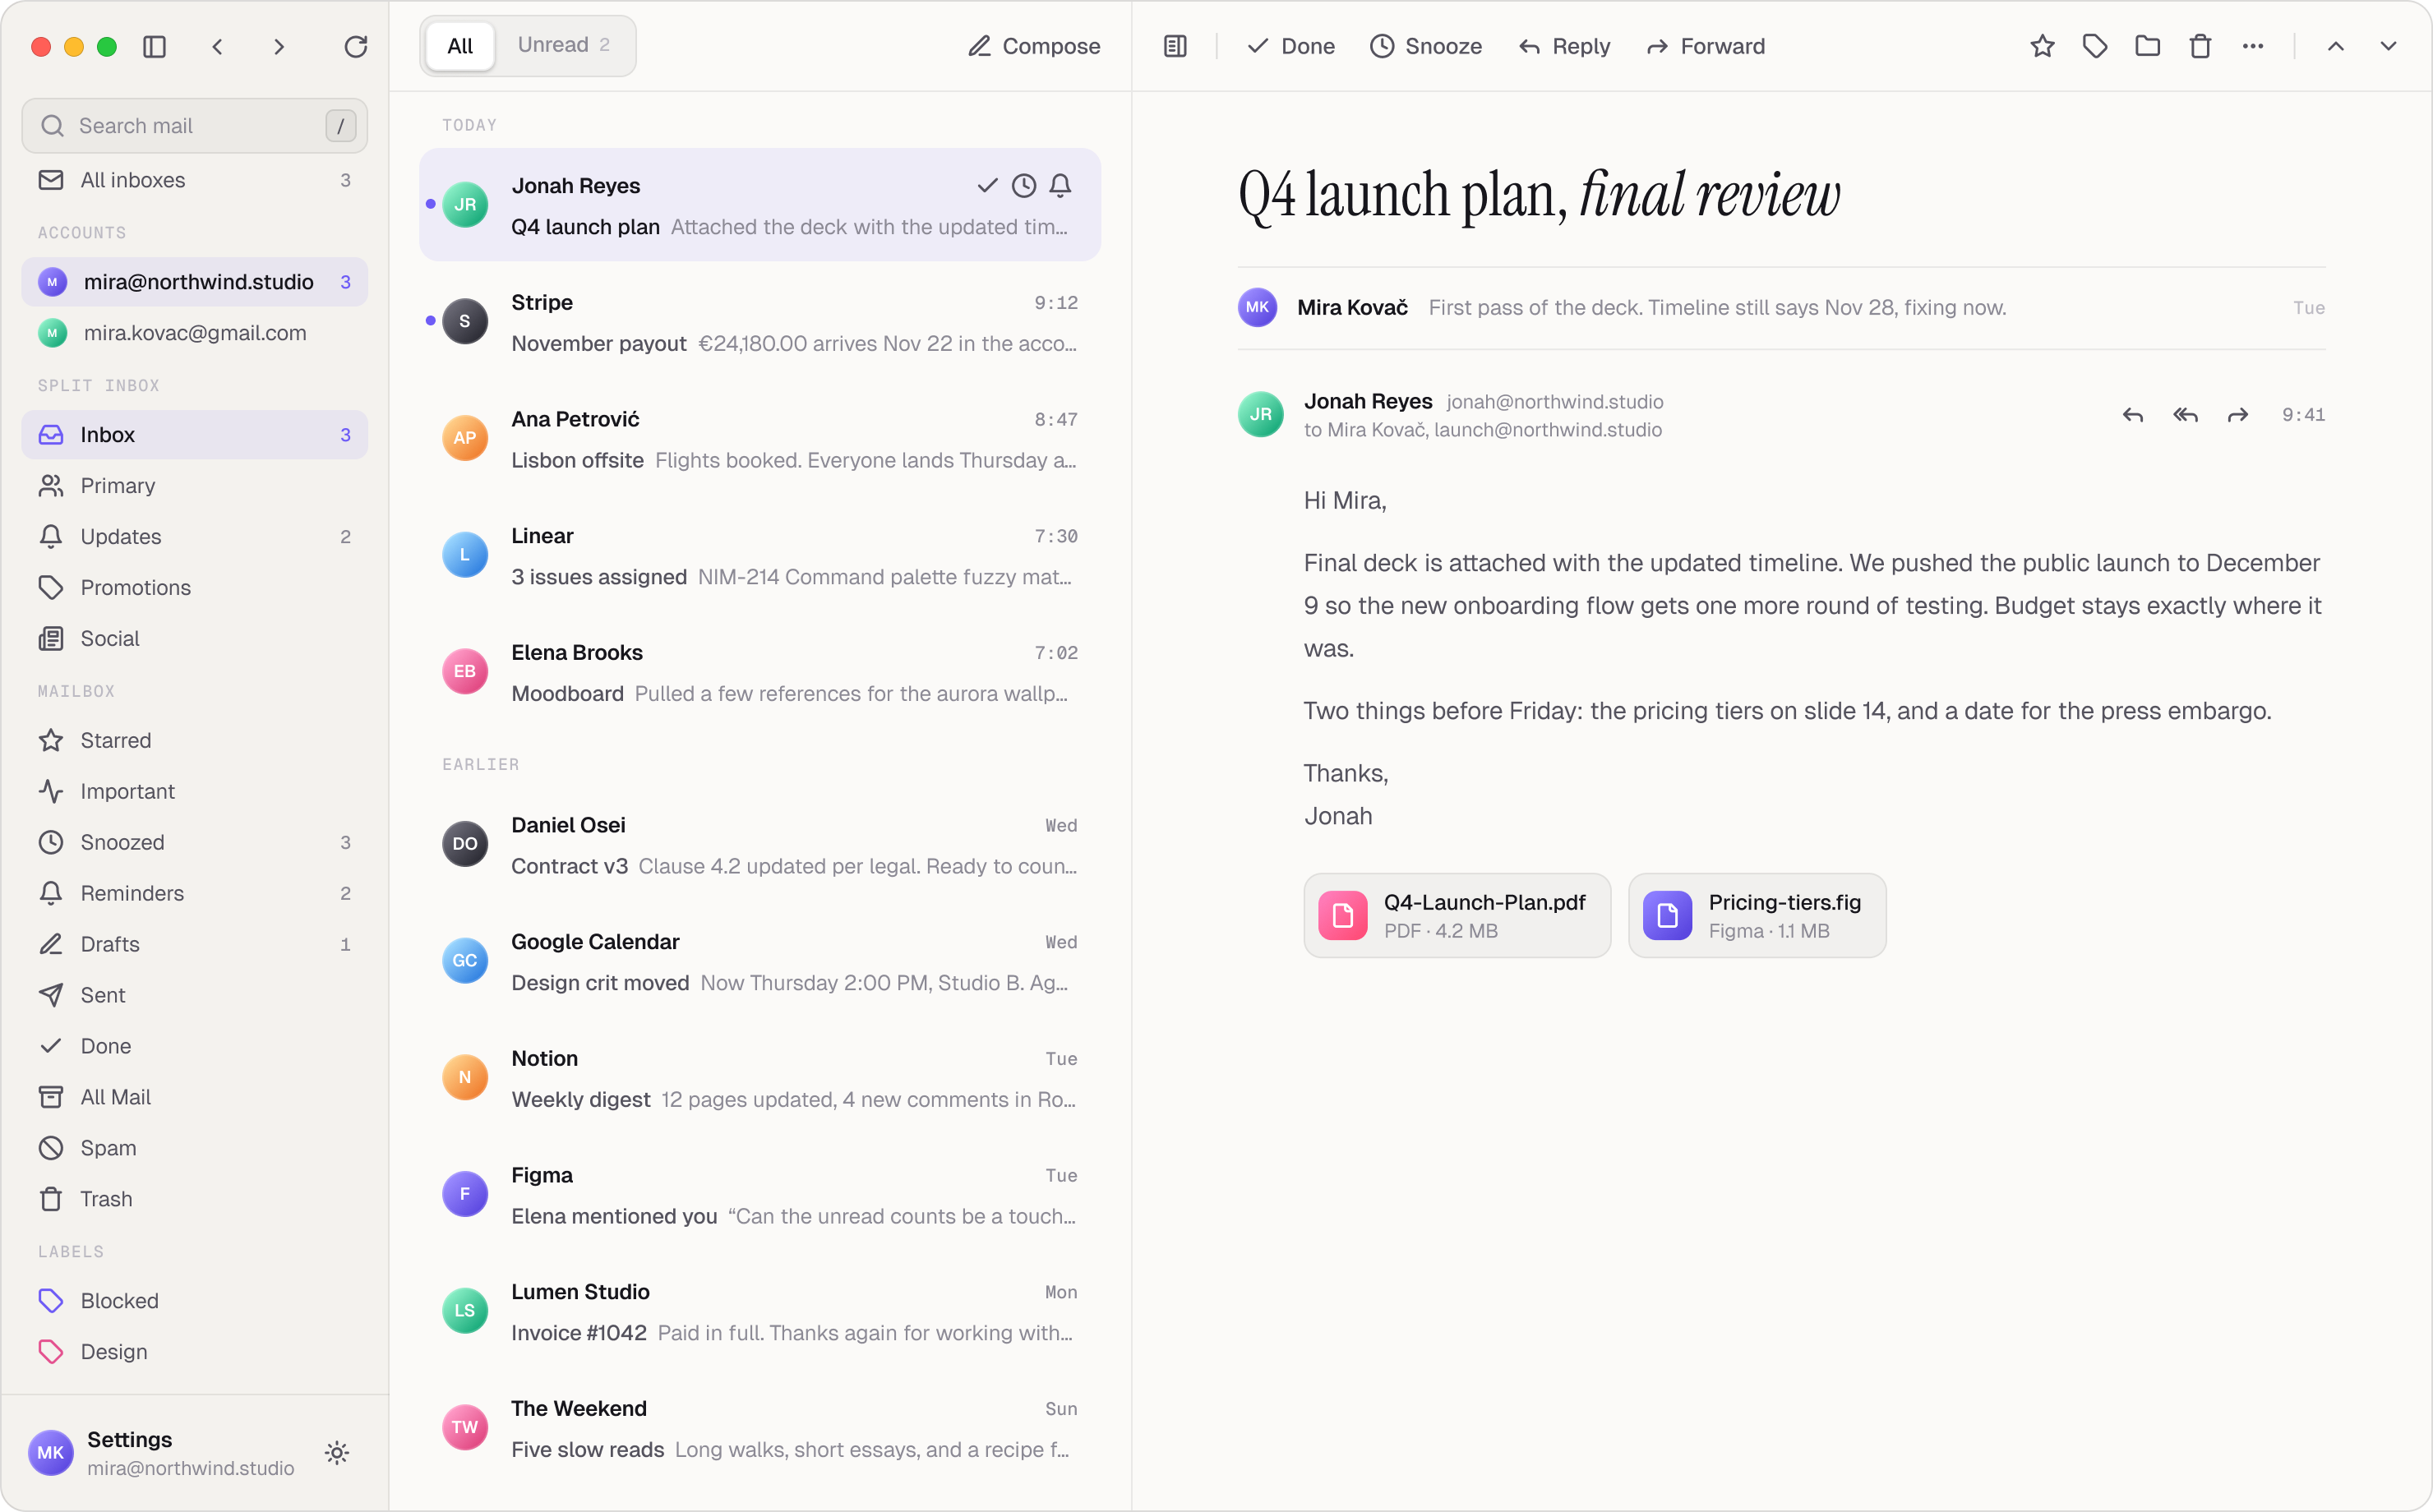 Search mail /
All inboxes 3
ACCOUNTS
M mira@northwind.studio 3
M mira.kovac@gmail.com
SPLIT INBOX
Inbox 3
Primary
Updates 2
Promotions
Social
MAILBOX
Starred
Important
Snoozed 3
Reminders 2
Drafts 1
Sent
Done
All Mail
Spam
Trash
LABELS
Blocked
Design
MK Settings
mira@northwind.studio
All Unread 2 Compose
TODAY
JR Jonah Reyes
Q4 launch plan Attached the deck with the updated tim...
S Stripe 9:12
November payout €24,180.00 arrives Nov 22 in the acco...
AP Ana Petrović 8:47
Lisbon offsite Flights booked. Everyone lands Thursday a...
L Linear 7:30
3 issues assigned NIM-214 Command palette fuzzy mat...
EB Elena Brooks 7:02
Moodboard Pulled a few references for the aurora wallp...
EARLIER
DO Daniel Osei Wed
Contract v3 Clause 4.2 updated per legal. Ready to coun...
GC Google Calendar Wed
Design crit moved Now Thursday 2:00 PM, Studio B. Ag...
N Notion Tue
Weekly digest 12 pages updated, 4 new comments in Ro...
F Figma Tue
Elena mentioned you “Can the unread counts be a touch...
LS Lumen Studio Mon
Invoice #1042 Paid in full. Thanks again for working with...
TW The Weekend Sun
Five slow reads Long walks, short essays, and a recipe f...
Done Snooze Reply Forward
Q4 launch plan, final review
MK Mira Kovač First pass of the deck. Timeline still says Nov 28, fixing now. Tue
JR Jonah Reyes jonah@northwind.studio 9:41
to Mira Kovač, launch@northwind.studio
Hi Mira,
Final deck is attached with the updated timeline. We pushed the public launch to December
9 so the new onboarding flow gets one more round of testing. Budget stays exactly where it
was.
Two things before Friday: the pricing tiers on slide 14, and a date for the press embargo.
Thanks,
Jonah
Q4-Launch-Plan.pdf
PDF · 4.2 MB
Pricing-tiers.fig
Figma · 1.1 MB